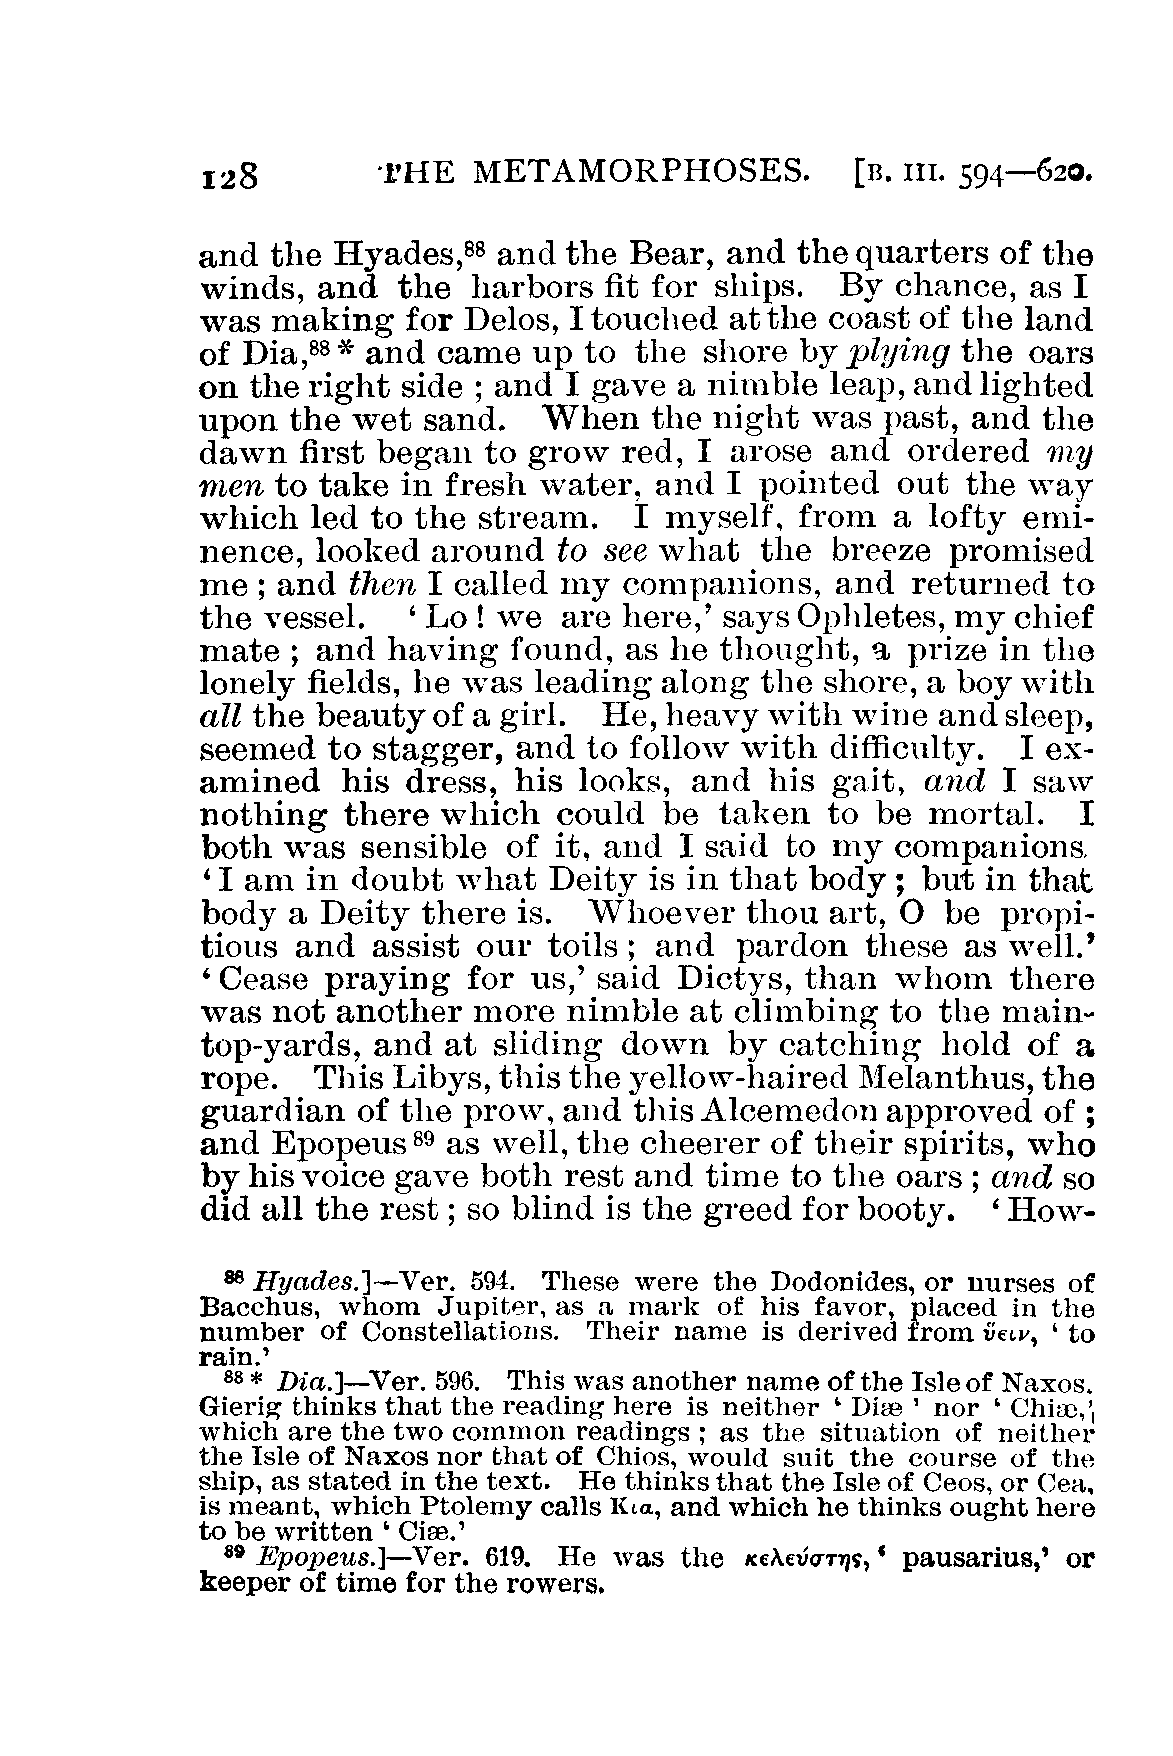 128 THE METAMORPHOSES. [B. III. 594—620.
and the Hyades,⁸⁸ and the Bear, and the quarters of the
winds, and the harbors fit for ships. By chance, as I
was making for Delos, I touched at the coast of the land
of Dia,⁸⁸* and came up to the shore by plying the oars
on the right side ; and I gave a nimble leap, and lighted
upon the wet sand. When the night was past, and the
dawn first began to grow red, I arose and ordered my
men to take in fresh water, and I pointed out the way
which led to the stream. I myself, from a lofty emi-
nence, looked around to see what the breeze promised
me ; and then I called my companions, and returned to
the vessel. ‘ Lo ! we are here,’ says Ophletes, my chief
mate ; and having found, as he thought, a prize in the
lonely fields, he was leading along the shore, a boy with
all the beauty of a girl. He, heavy with wine and sleep,
seemed to stagger, and to follow with difficulty. I ex-
amined his dress, his looks, and his gait, and I saw
nothing there which could be taken to be mortal. I
both was sensible of it, and I said to my companions.
‘ I am in doubt what Deity is in that body ; but in that
body a Deity there is. Whoever thou art, O be propi-
tious and assist our toils ; and pardon these as well.’
‘ Cease praying for us,’ said Dictys, than whom there
was not another more nimble at climbing to the main-
top-yards, and at sliding down by catching hold of a
rope. This Libys, this the yellow-haired Melanthus, the
guardian of the prow, and this Alcemedon approved of ;
and Epopeus⁸⁹ as well, the cheerer of their spirits, who
by his voice gave both rest and time to the oars ; and so
did all the rest ; so blind is the greed for booty. ‘ How-
⁸⁸ Hyades.]—Ver. 594. These were the Dodonides, or nurses of
Bacchus, whom Jupiter, as a mark of his favor, placed in the
number of Constellations. Their name is derived from ὕειν, ‘ to
rain.’
⁸⁸* Dia.]—Ver. 596. This was another name of the Isle of Naxos.
Gierig thinks that the reading here is neither ‘ Diæ ’ nor ‘ Chiæ,’
which are the two common readings ; as the situation of neither
the Isle of Naxos nor that of Chios, would suit the course of the
ship, as stated in the text. He thinks that the Isle of Ceos, or Cea,
is meant, which Ptolemy calls Κια, and which he thinks ought here
to be written ‘ Ciæ.’
⁸⁹ Epopeus.]—Ver. 619. He was the κελεύστης, ‘ pausarius,’ or
keeper of time for the rowers.